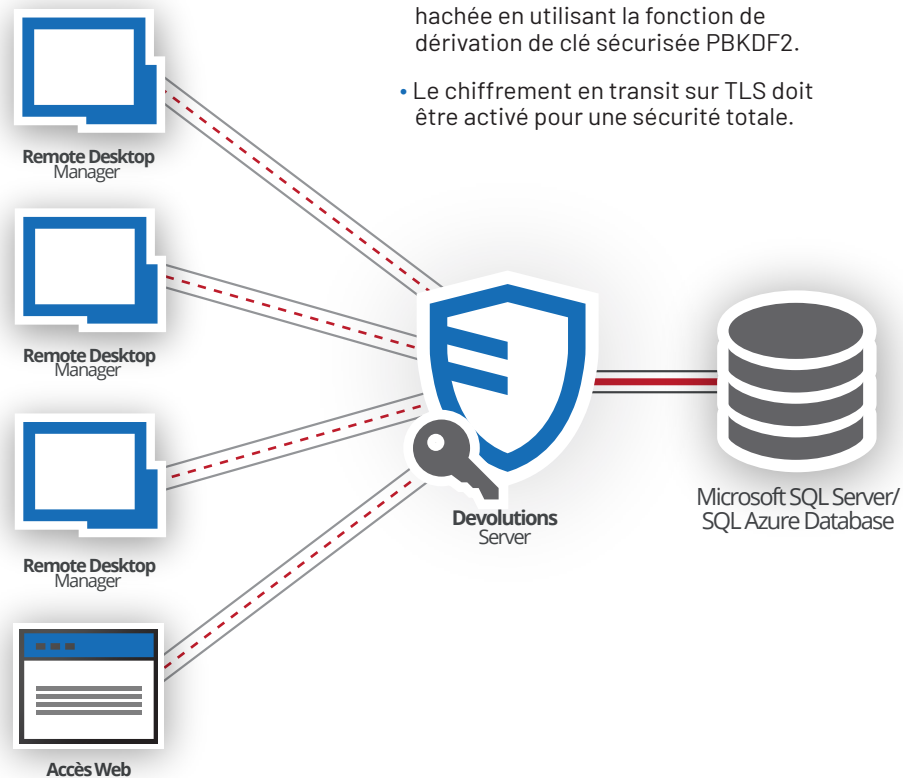 hachée en utilisant la fonction de
dérivation de clé sécurisée PBKDF2.
• Le chiffrement en transit sur TLS doit
être activé pour une sécurité totale.
Remote Desktop
Manager
Remote Desktop
Manager
Remote Desktop
Manager
Accès Web
Devolutions
Server
Microsoft SQL Server/
SQL Azure Database